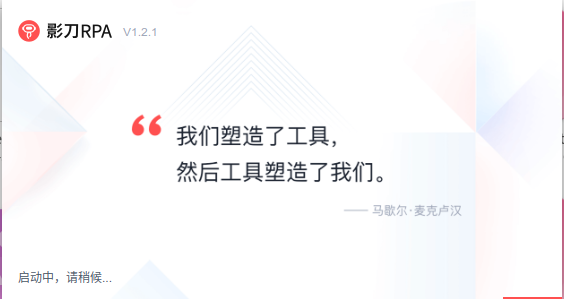 影刀RPA V1.2.1
“
我们塑造了工具，
然后工具塑造了我们。
—— 马歇尔·麦克卢汉
启动中，请稍候...